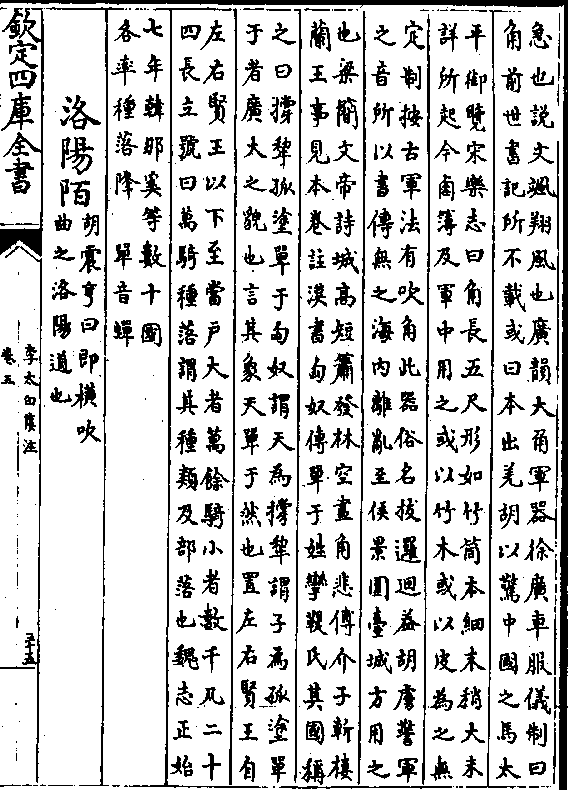 急也説文颯翔風也廣韻大角軍器徐廣車服儀制曰
角前世書記所不載或曰本出羌胡以驚中國之馬太
平御覽宋樂志曰角長五尺形如竹筒本細末稍大未
詳所起今鹵簿及軍中用之或以竹木或以皮為之無
定制按古軍法有吹角此器俗名拔邏迴益胡虜警軍
之音所以書傳無之海内離亂至侯景圍臺城方用之
也梁簡文帝詩城高短簫發林空畫角悲傅介子斬樓
蘭王事見本卷註漢書匈奴傳單于姓攣鞮氏其國稱
之曰撐犂孤塗單于匈奴謂天為撐犂謂子為孤塗單
于者廣大之貌也言其象天單于然也置左右賢王自
左右賢王以下至當戶大者萬餘騎小者數千凡二十
四長立號曰萬騎種落謂其種類及部落也魏志正始
七年韓那奚等數十國
各率種落降 單音蟬
洛陽陌
胡震亨曰即橫吹
曲之洛陽道也
欽定四庫全書
李太白集注
卷五